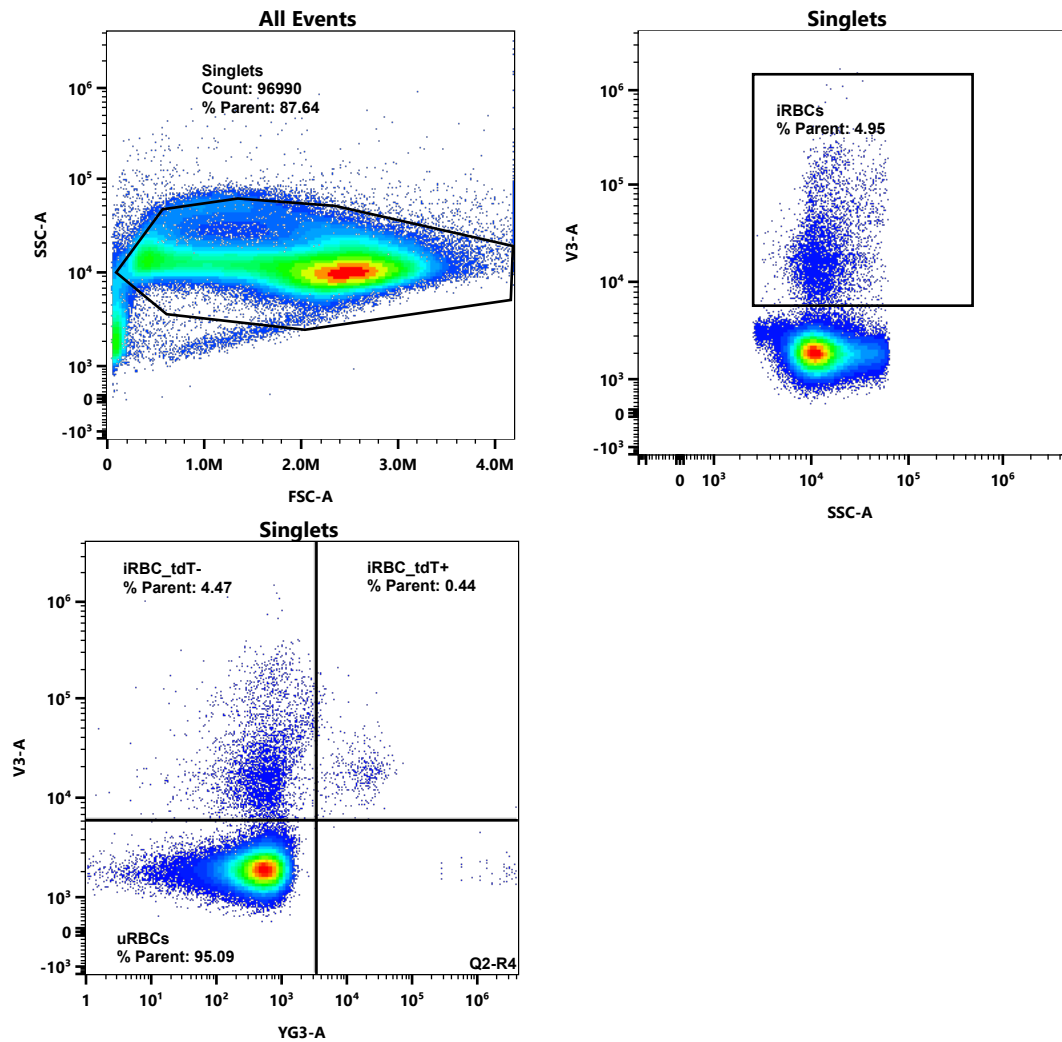 All Events
Singlets
Count: 96990
% Parent: 87.64
SSC-A
10⁶
10⁵
10⁴
10³
0
-10³
0
1.0M
2.0M
3.0M
4.0M
FSC-A
Singlets
iRBCs
% Parent: 4.95
V3-A
10⁶
10⁵
10⁴
10³
0
-10³
0
10³
10⁴
10⁵
10⁶
SSC-A
Singlets
iRBC_tdT-
% Parent: 4.47
iRBC_tdT+
% Parent: 0.44
V3-A
10⁶
10⁵
10⁴
10³
0
-10³
uRBCs
% Parent: 95.09
Q2-R4
1
10¹
10²
10³
10⁴
10⁵
10⁶
YG3-A